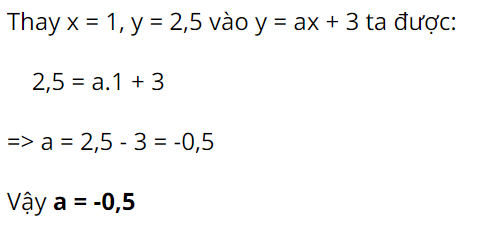 Thay x = 1, y = 2,5 vào y = ax + 3 ta được:
2,5 = a.1 + 3
=> a = 2,5 - 3 = -0,5
Vậy a = -0,5